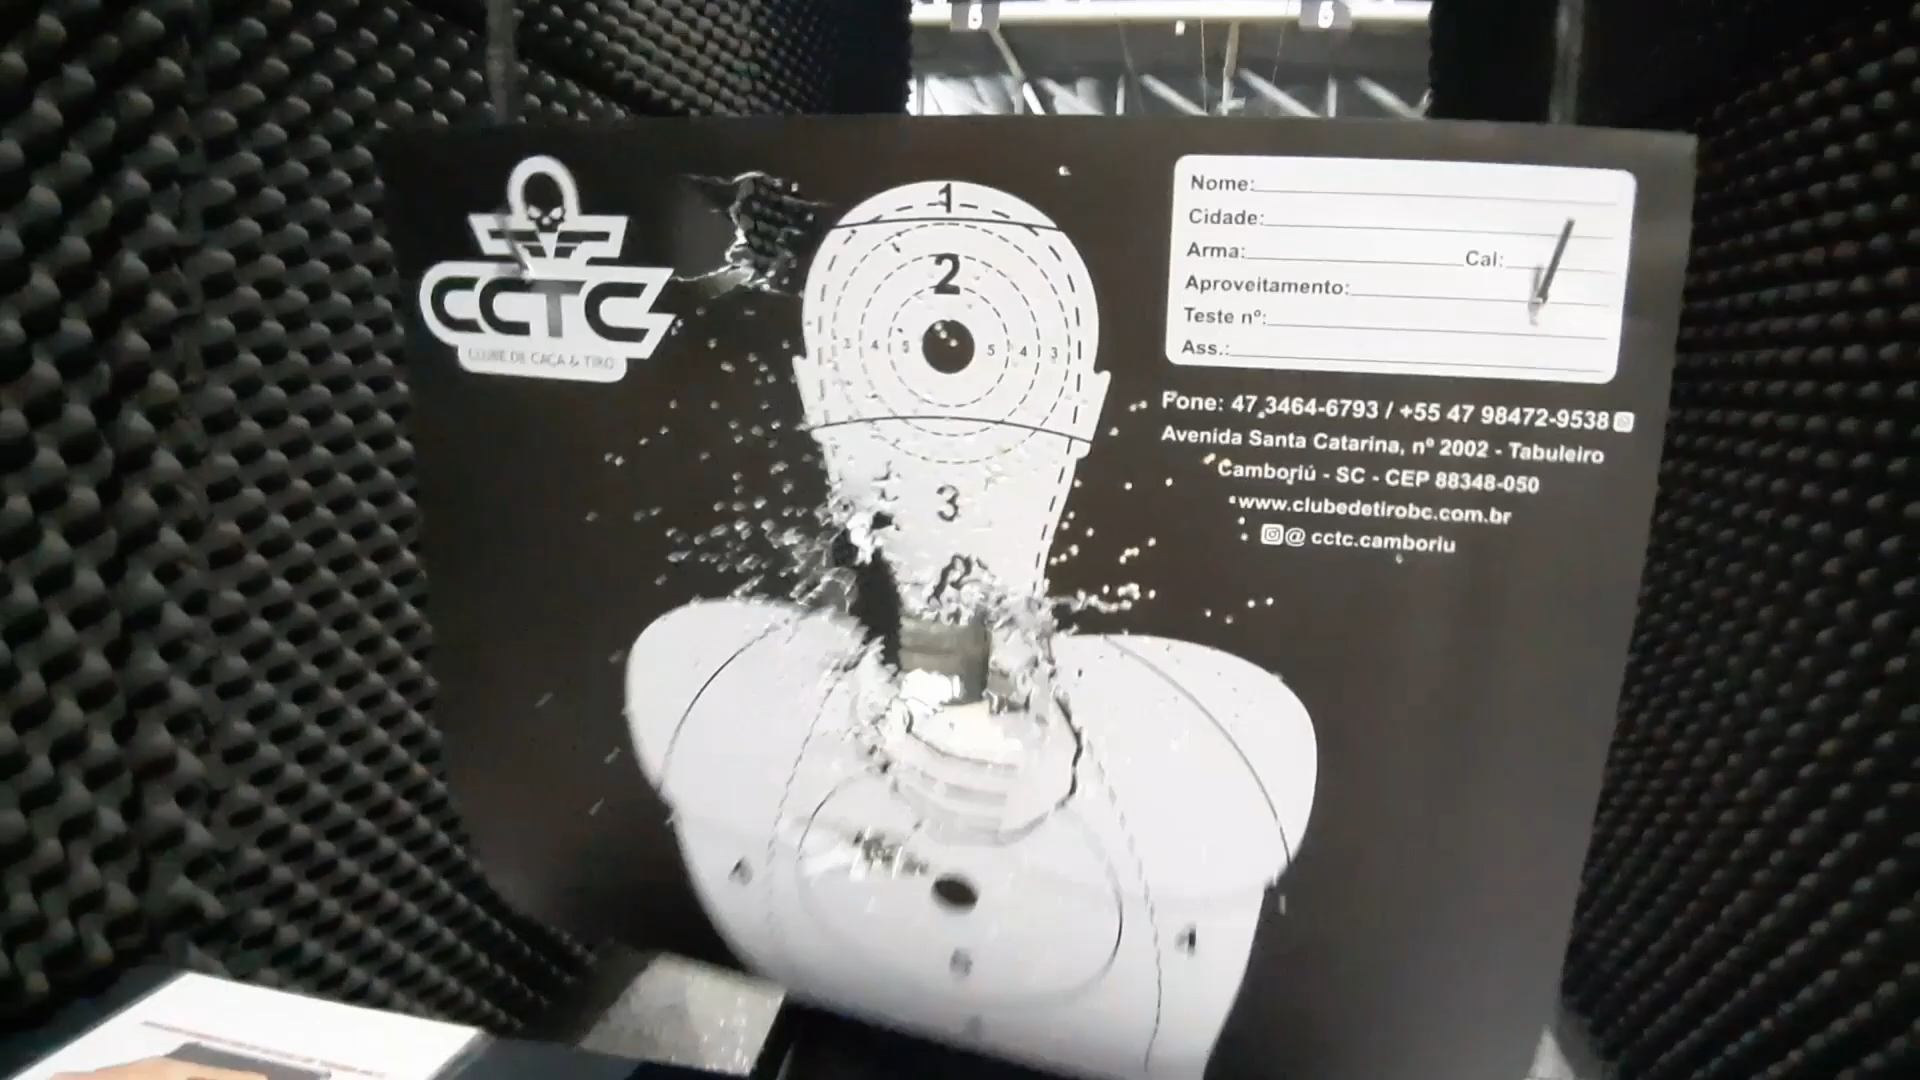 6 6
CCTC
CLUBE DE CAÇA & TIRO
Nome:
Cidade:
Arma: Cal:
Aproveitamento:
Teste nº:
Ass.:
Fone: 47 3464-6793 / +55 47 98472-9538
Avenida Santa Catarina, nº 2002 - Tabuleiro
Camboriú - SC - CEP 88348-050
www.clubedetirobc.com.br
@ cctc.camboriu
1
2
3 4 5 5 4 3
3